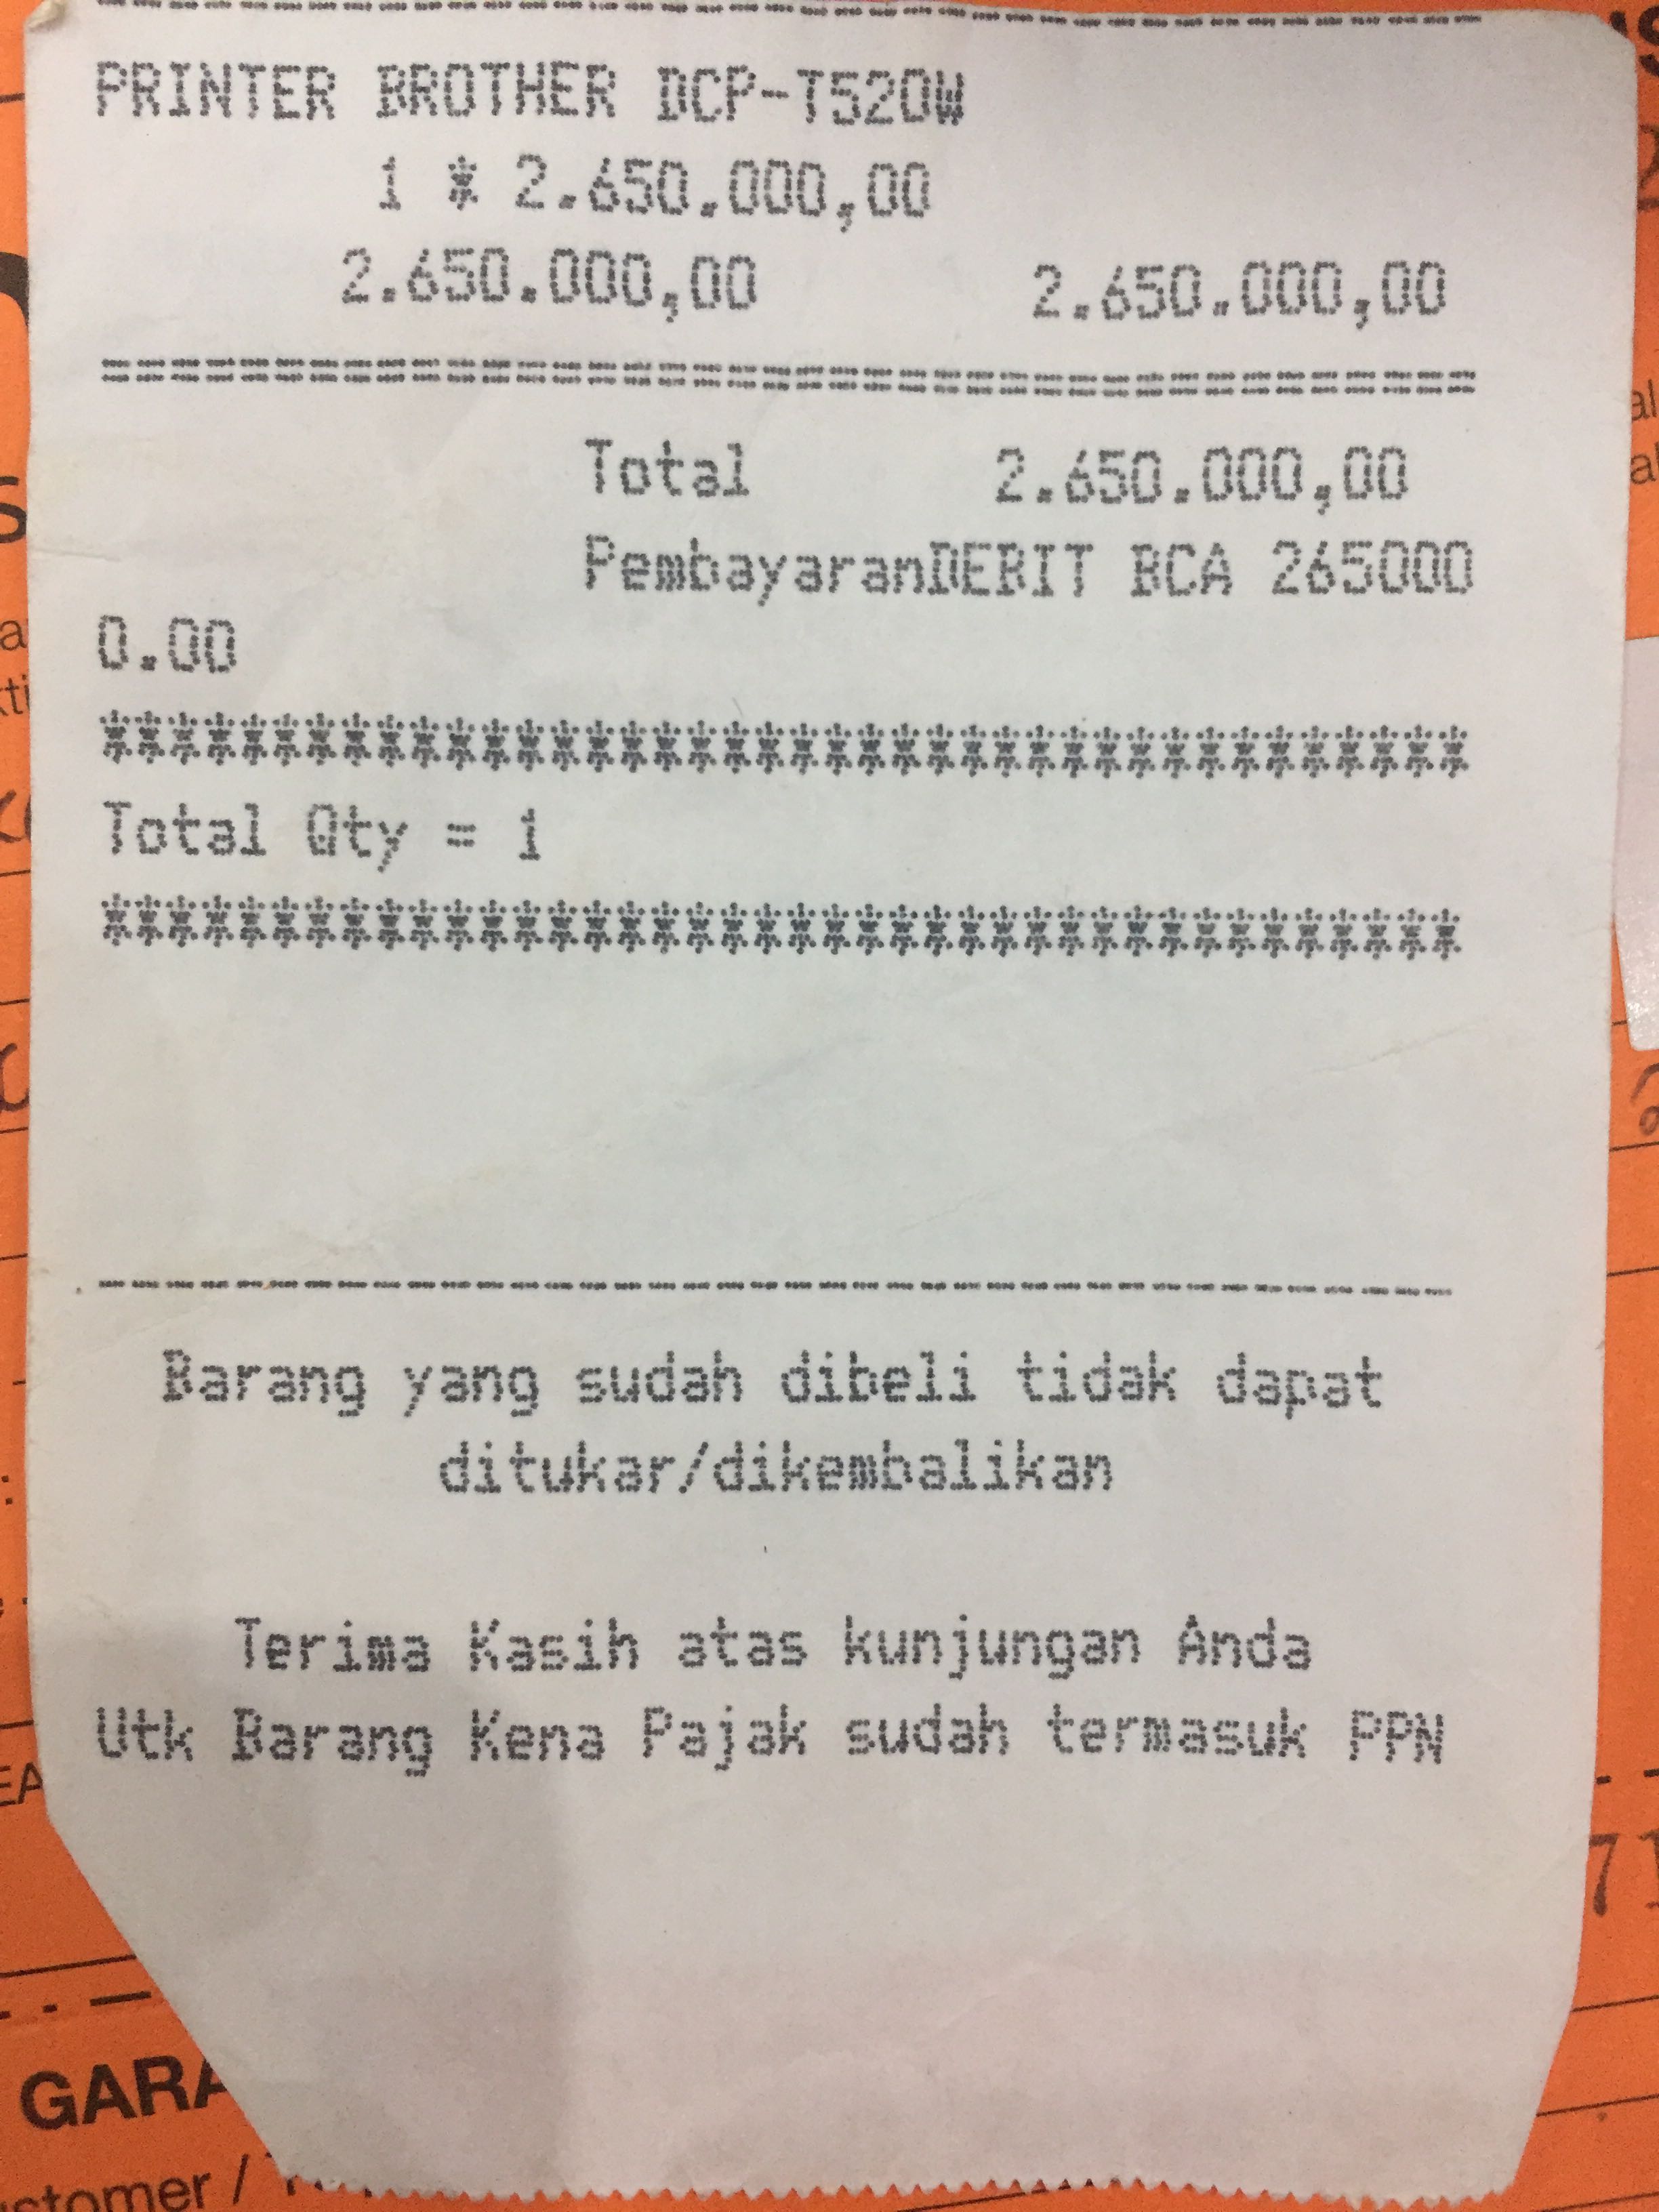 PRINTER BROTHER DCP-T520W
1 * 2.650.000,00
2.650.000,00 2.650.000,00
Total 2.650.000,00
PembayaranDEBIT BCA 265000
0.00
****************************************
Total Qty = 1
****************************************
Barang yang sudah dibeli tidak dapat
ditukar/dikembalikan
Terima Kasih atas kunjungan Anda
Utk Barang Kena Pajak sudah termasuk PPN
GARA
stomer /